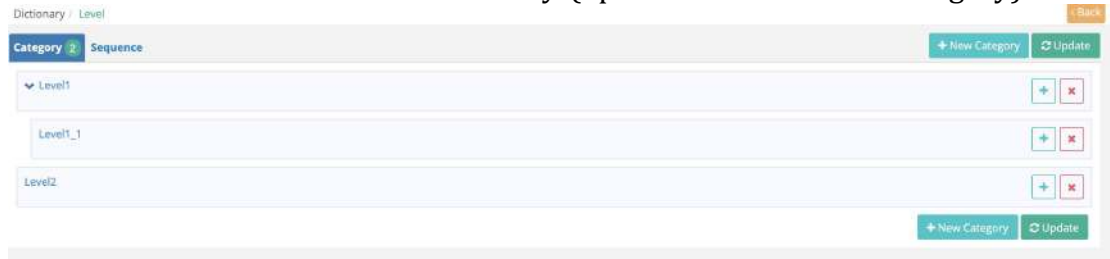 Dictionary / Level
Back
Category 2 Sequence
New Category Update
Level1
Level1_1
Level2
New Category Update